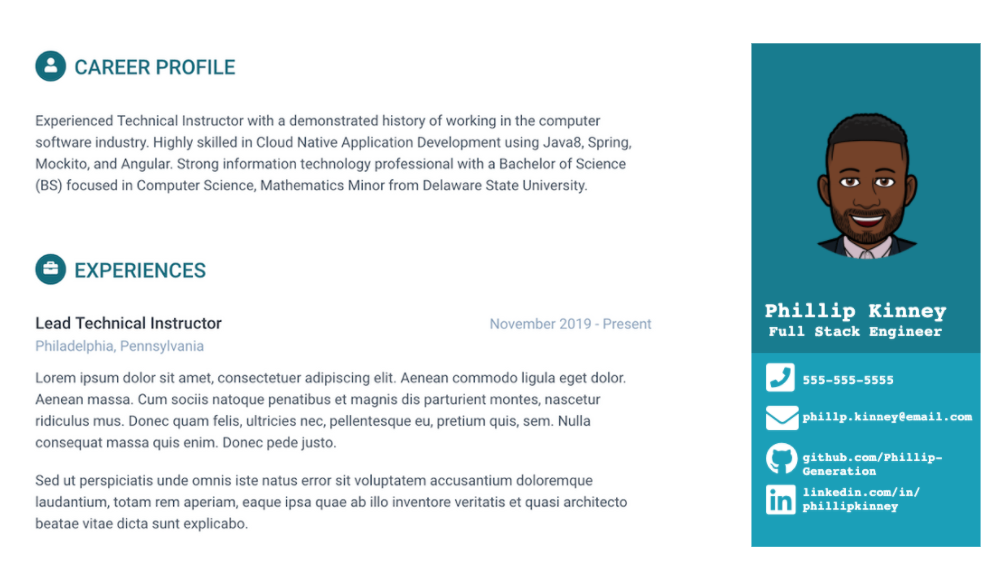 CAREER PROFILE
Experienced Technical Instructor with a demonstrated history of working in the computer
software industry. Highly skilled in Cloud Native Application Development using Java8, Spring,
Mockito, and Angular. Strong information technology professional with a Bachelor of Science
(BS) focused in Computer Science, Mathematics Minor from Delaware State University.
EXPERIENCES
Lead Technical Instructor
November 2019 - Present
Philadelphia, Pennsylvania
Lorem ipsum dolor sit amet, consectetuer adipiscing elit. Aenean commodo ligula eget dolor.
Aenean massa. Cum sociis natoque penatibus et magnis dis parturient montes, nascetur
ridiculus mus. Donec quam felis, ultricies nec, pellentesque eu, pretium quis, sem. Nulla
consequat massa quis enim. Donec pede justo.
Sed ut perspiciatis unde omnis iste natus error sit voluptatem accusantium doloremque
laudantium, totam rem aperiam, eaque ipsa quae ab illo inventore veritatis et quasi architecto
beatae vitae dicta sunt explicabo.
Phillip Kinney
Full Stack Engineer
555-555-5555
phillp.kinney@email.com
github.com/Phillip-
Generation
in
linkedin.com/in/
phillipkinney